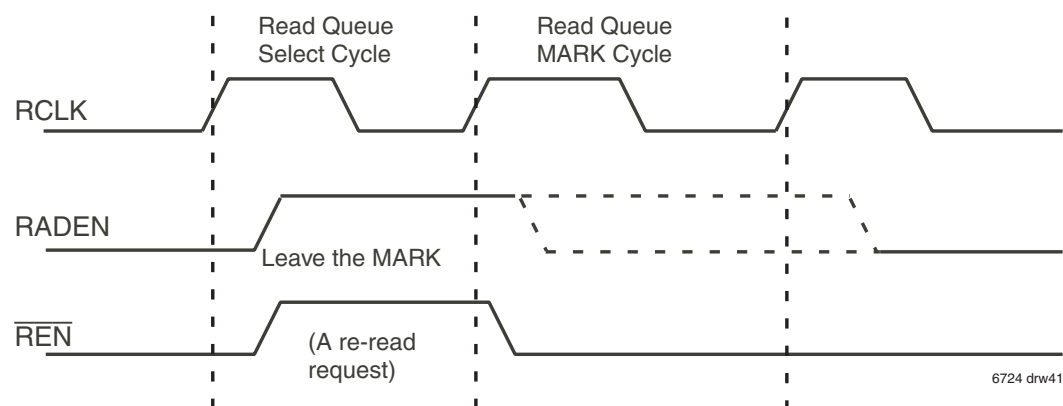 Read Queue
Select Cycle
Read Queue
MARK Cycle
RCLK
RADEN
Leave the MARK
REN
(A re-read
request)
6724 drw41